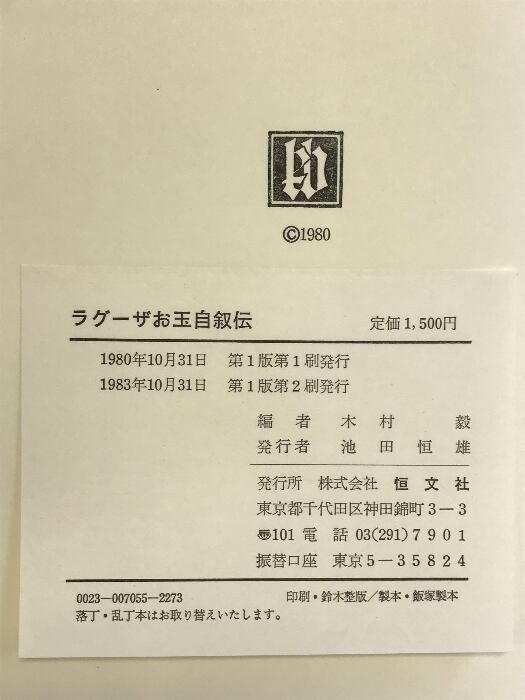 ©1980
ラグーザお玉自叙伝 定価1,500円
1980年10月31日 第1版第1刷発行
1983年10月31日 第1版第2刷発行
編者 木村毅
発行者 池田恒雄
発行所 株式会社 恒文社
東京都千代田区神田錦町3-3
〠101 電話 03(291)7901
振替口座 東京5-35824
0023-007055-2273 印刷・鈴木整版/製本・飯塚製本
落丁・乱丁本はお取り替えいたします。